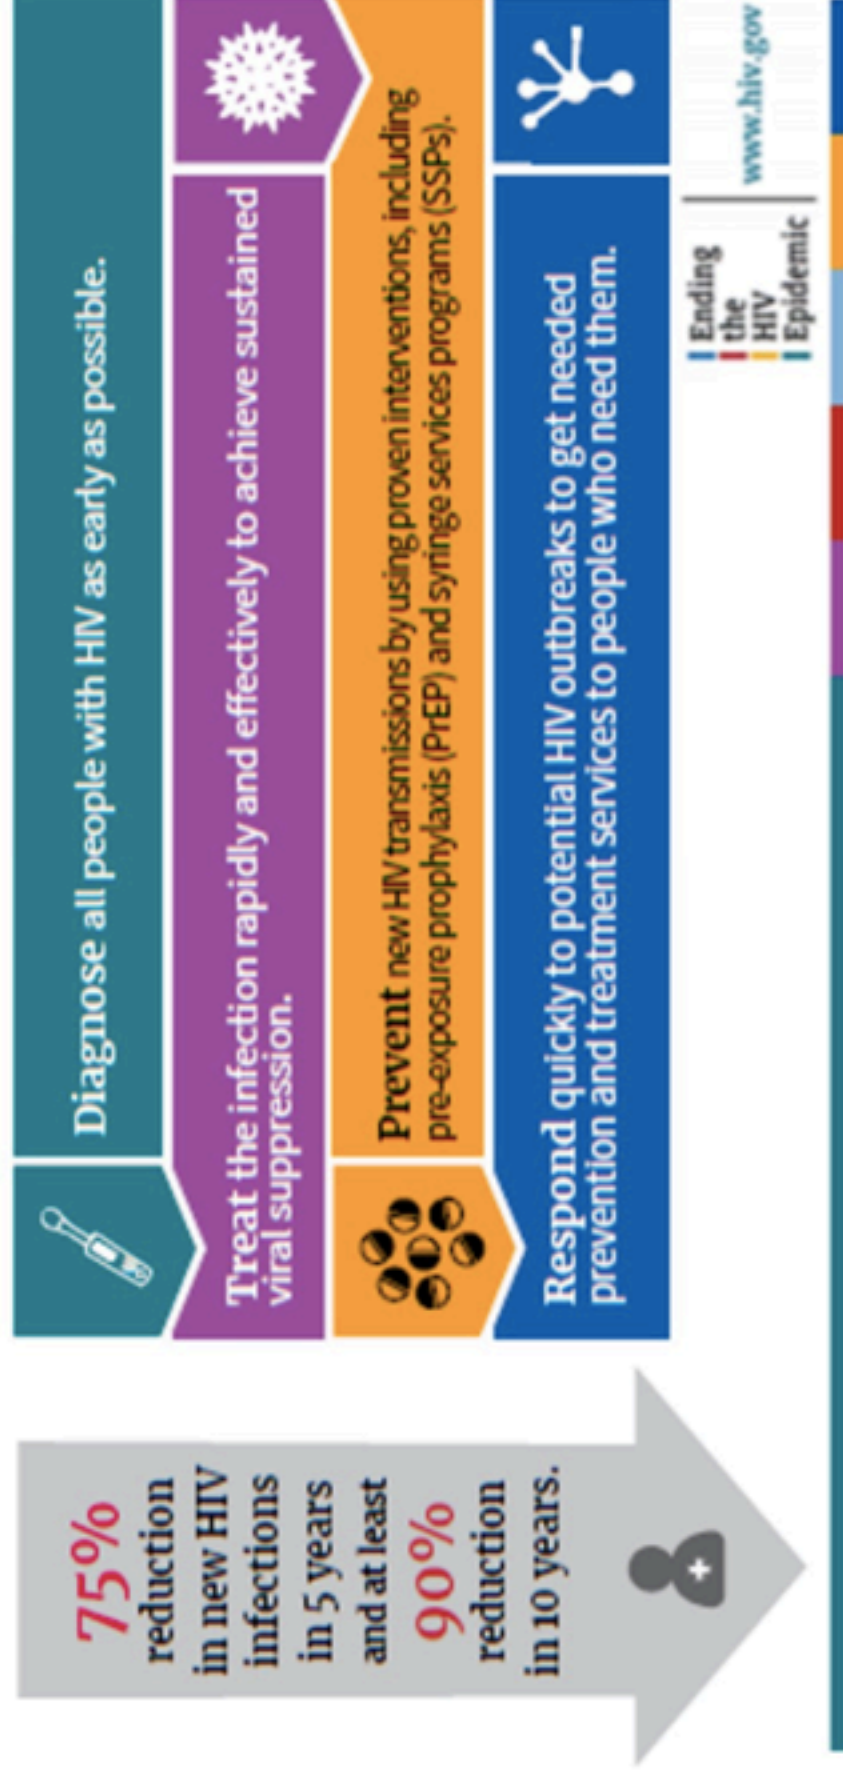 75%
reduction
in new HIV
infections
in 5 years
and at least
90%
reduction
in 10 years.
Diagnose all people with HIV as early as possible.
Treat the infection rapidly and effectively to achieve sustained
viral suppression.
Prevent new HIV transmissions by using proven interventions, including
pre-exposure prophylaxis (PrEP) and syringe services programs (SSPs).
Respond quickly to potential HIV outbreaks to get needed
prevention and treatment services to people who need them.
Ending
the
HIV
Epidemic
www.hiv.gov